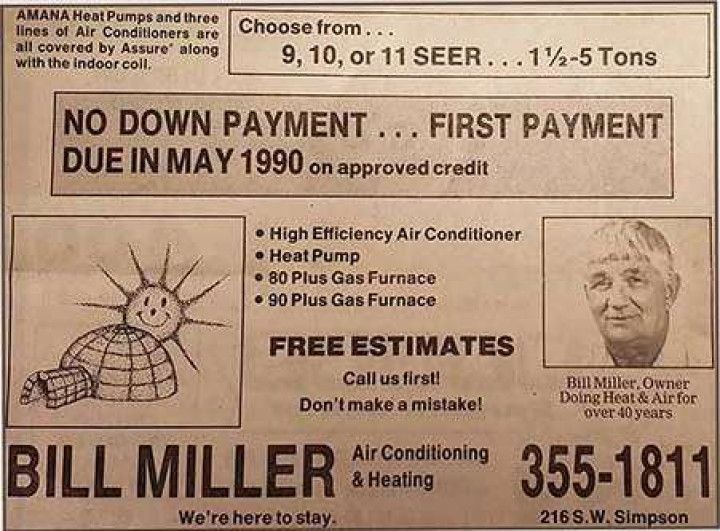 AMANA Heat Pumps and three
lines of Air Conditioners are
all covered by Assure* along
with the indoor coil.
Choose from . . .
9, 10, or 11 SEER . . . 1½-5 Tons
NO DOWN PAYMENT . . . FIRST PAYMENT
DUE IN MAY 1990 on approved credit
• High Efficiency Air Conditioner
• Heat Pump
• 80 Plus Gas Furnace
• 90 Plus Gas Furnace
FREE ESTIMATES
Call us first!
Don't make a mistake!
Bill Miller, Owner
Doing Heat & Air for
over 40 years
BILL MILLER
Air Conditioning
& Heating
355-1811
We're here to stay.
216 S.W. Simpson